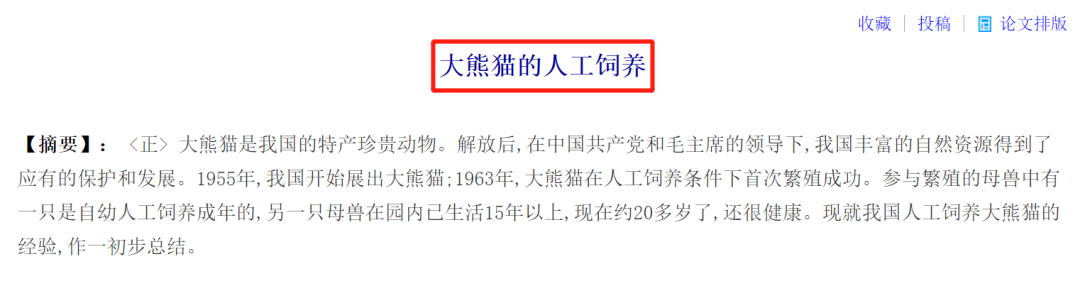 收藏 | 投稿 | 论文排版
大熊猫的人工饲养
【摘要】：〈正〉大熊猫是我国的特产珍贵动物。解放后,在中国共产党和毛主席的领导下,我国丰富的自然资源得到了
应有的保护和发展。1955年,我国开始展出大熊猫;1963年,大熊猫在人工饲养条件下首次繁殖成功。参与繁殖的母兽中有
一只是自幼人工饲养成年的,另一只母兽在园内已生活15年以上,现在约20多岁了,还很健康。现就我国人工饲养大熊猫的
经验,作一初步总结。